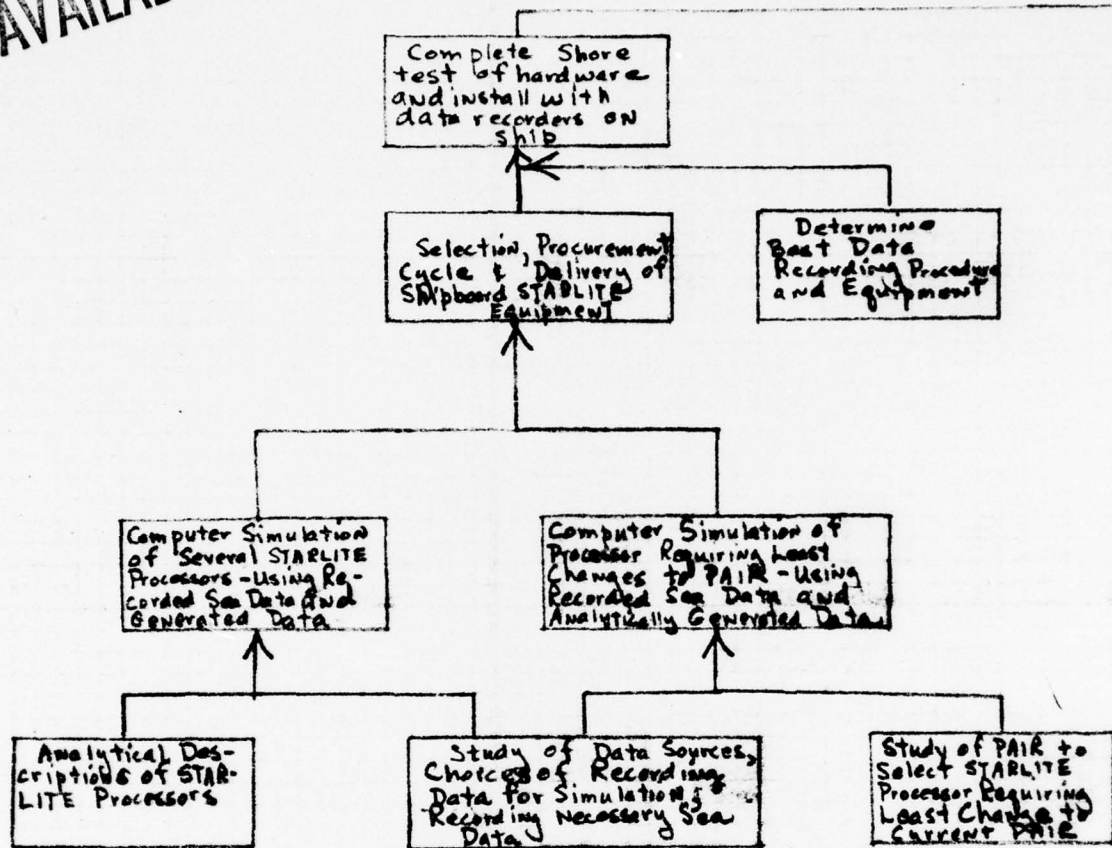 AVAILAB
Complete Shore
test of hardware
and install with
data recorders ON
Ship
Selection, Procurement
Cycle & Delivery of
Shipboard STARLITE
Equipment
Determine
Best Data
Recording Procedure
and Equipment
Computer Simulation
of Several STARLITE
Processors - Using Re-
corded Sea Data and
Generated Data
Computer Simulation of
Processor Requiring Least
Changes to PAIR - Using
Recorded Sea Data and
Analytically Generated Data
Analytical Des-
criptions of STAR-
LITE Processors
Study of Data Sources,
Choices of Recording
Data for Simulation;
Recording Necessary Sea
Data
Study of PAIR to
Select STARLITE
Processor Requiring
Least Change to
Current PAIR